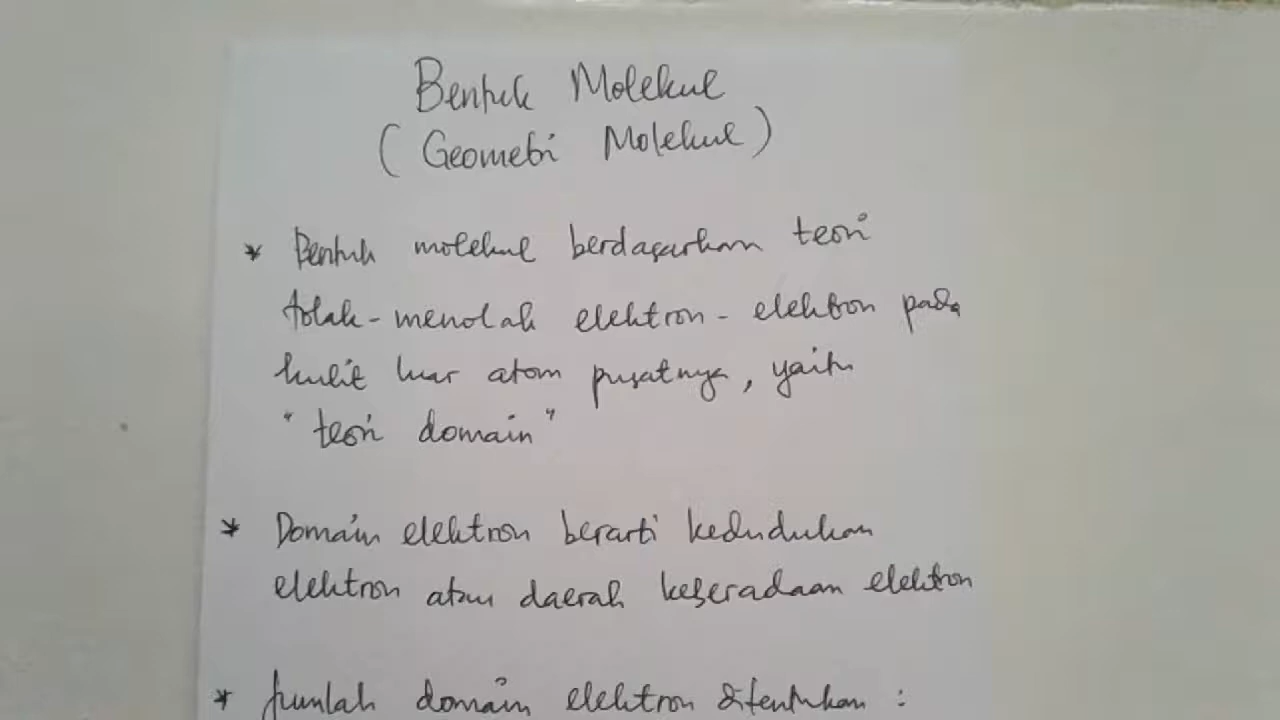 Bentuk Molekul
(Geometri Molekul)
* Bentuk molekul berdasarkan teori
tolak-menolak elektron-elektron pada
kulit luar atom pusatnya, yaitu
"teori domain"
* Domain elektron berarti kedudukan
elektron atau daerah keberadaan elektron
* Jumlah domain elektron ditentukan :